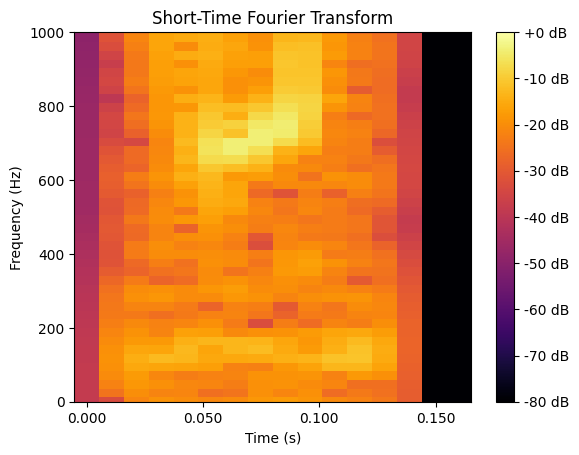 Short-Time Fourier Transform
1000
800
600
400
200
0
Frequency (Hz)
0.000
0.050
0.100
0.150
Time (s)
+0 dB
-10 dB
-20 dB
-30 dB
-40 dB
-50 dB
-60 dB
-70 dB
-80 dB